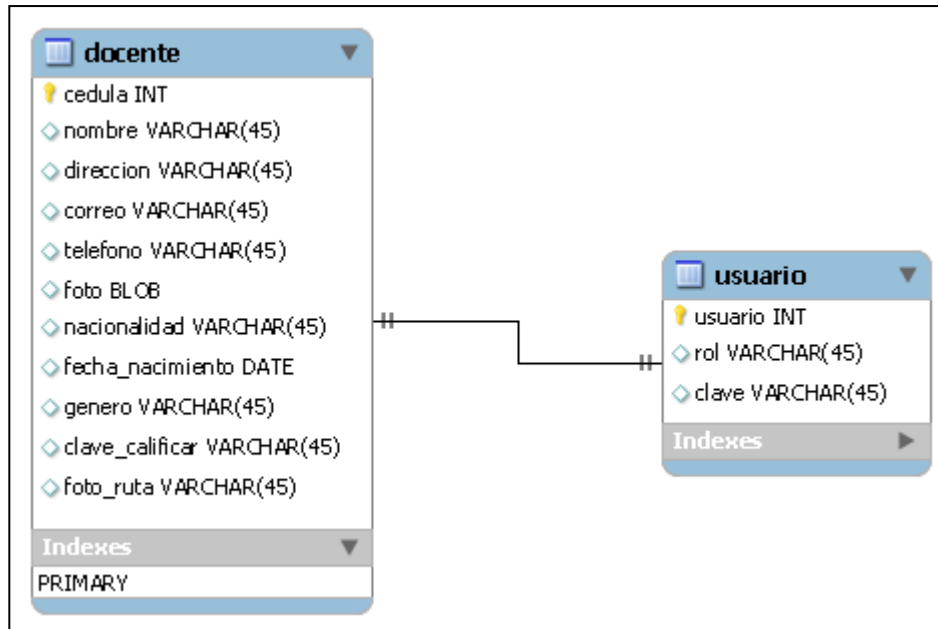 docente
cedula INT
nombre VARCHAR(45)
direccion VARCHAR(45)
correo VARCHAR(45)
telefono VARCHAR(45)
foto BLOB
nacionalidad VARCHAR(45)
fecha_nacimiento DATE
genero VARCHAR(45)
clave_calificar VARCHAR(45)
foto_ruta VARCHAR(45)
Indexes
PRIMARY
usuario
usuario INT
rol VARCHAR(45)
clave VARCHAR(45)
Indexes